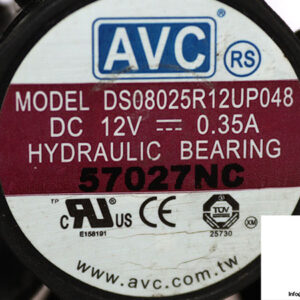 AVC
RS
MODEL DS08025R12UP048
DC 12V ⎓ 0.35A
HYDRAULIC BEARING
57027NC
c RU US CE TÜV
E158191 25730
www.avc.com.tw